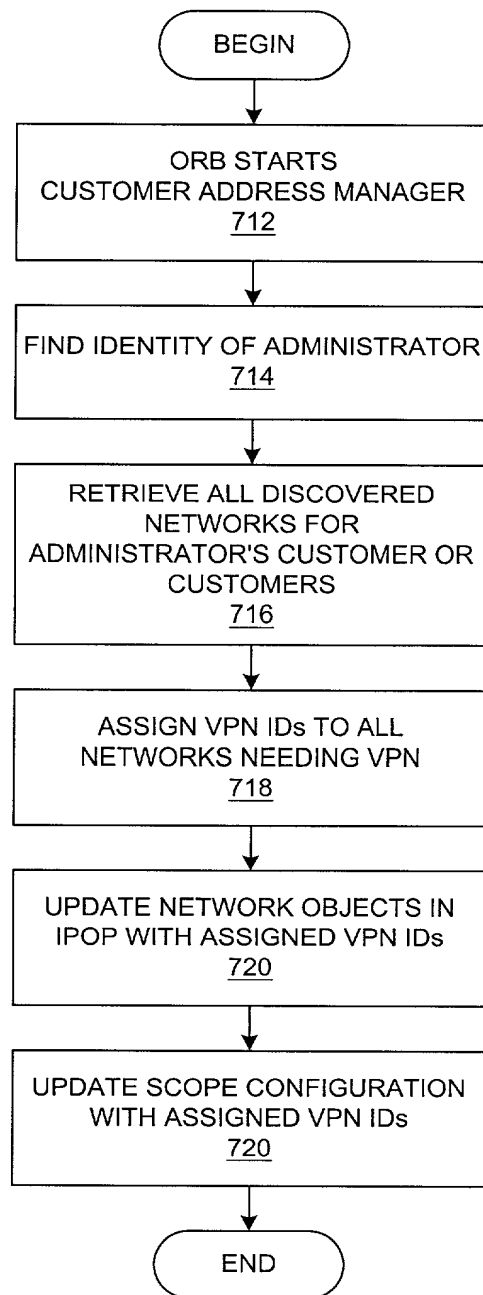 BEGIN
ORB STARTS
CUSTOMER ADDRESS MANAGER
712
FIND IDENTITY OF ADMINISTRATOR
714
RETRIEVE ALL DISCOVERED
NETWORKS FOR
ADMINISTRATOR'S CUSTOMER OR
CUSTOMERS
716
ASSIGN VPN IDs TO ALL
NETWORKS NEEDING VPN
718
UPDATE NETWORK OBJECTS IN
IPOP WITH ASSIGNED VPN IDs
720
UPDATE SCOPE CONFIGURATION
WITH ASSIGNED VPN IDs
720
END